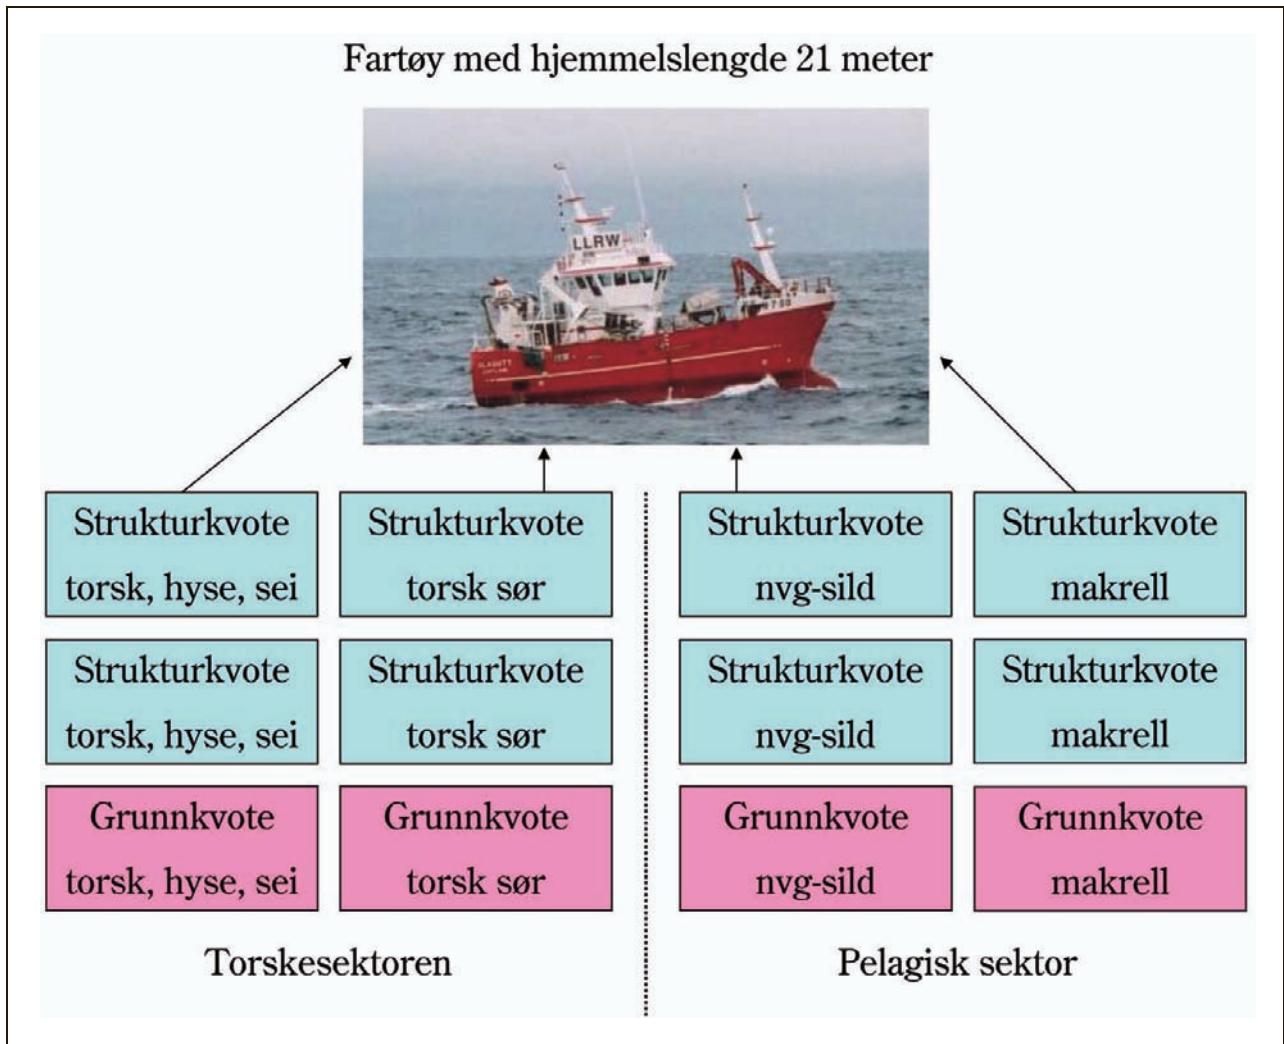 Fartøy med hjemmelslengde 21 meter
LLRW
Strukturkvote
torsk, hyse, sei
Strukturkvote
torsk sør
Strukturkvote
nvg-sild
Strukturkvote
makrell
Strukturkvote
torsk, hyse, sei
Strukturkvote
torsk sør
Strukturkvote
nvg-sild
Strukturkvote
makrell
Grunnkvote
torsk, hyse, sei
Grunnkvote
torsk sør
Grunnkvote
nvg-sild
Grunnkvote
makrell
Torskesektoren
Pelagisk sektor